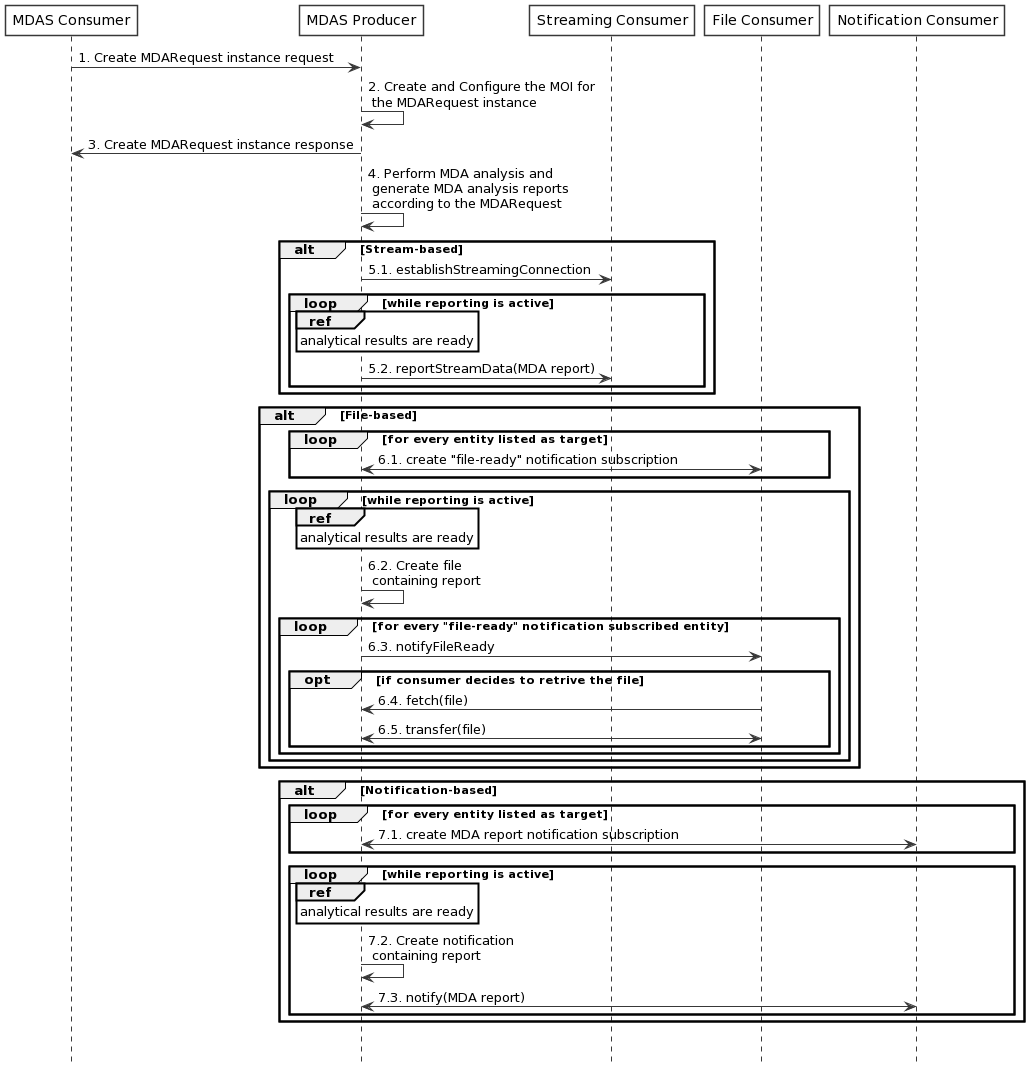 MDAS Consumer
MDAS Producer
Streaming Consumer
File Consumer
Notification Consumer
1. Create MDARequest instance request
2. Create and Configure the MOI for
the MDARequest instance
3. Create MDARequest instance response
4. Perform MDA analysis and
generate MDA analysis reports
according to the MDARequest
alt
[Stream-based]
5.1. establishStreamingConnection
loop
[while reporting is active]
ref
analytical results are ready
5.2. reportStreamData(MDA report)
alt
[File-based]
loop
[for every entity listed as target]
6.1. create "file-ready" notification subscription
loop
[while reporting is active]
ref
analytical results are ready
6.2. Create file
containing report
loop
[for every "file-ready" notification subscribed entity]
6.3. notifyFileReady
opt
[if consumer decides to retrive the file]
6.4. fetch(file)
6.5. transfer(file)
alt
[Notification-based]
loop
[for every entity listed as target]
7.1. create MDA report notification subscription
loop
[while reporting is active]
ref
analytical results are ready
7.2. Create notification
containing report
7.3. notify(MDA report)